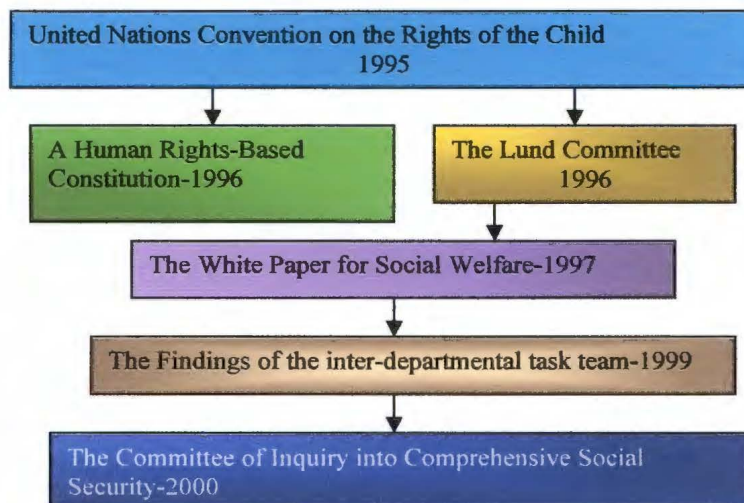 United Nations Convention on the Rights of the Child
1995
A Human Rights-Based
Constitution-1996
The Lund Committee
1996
The White Paper for Social Welfare-1997
The Findings of the inter-departmental task team-1999
The Committee of Inquiry into Comprehensive Social
Security-2000